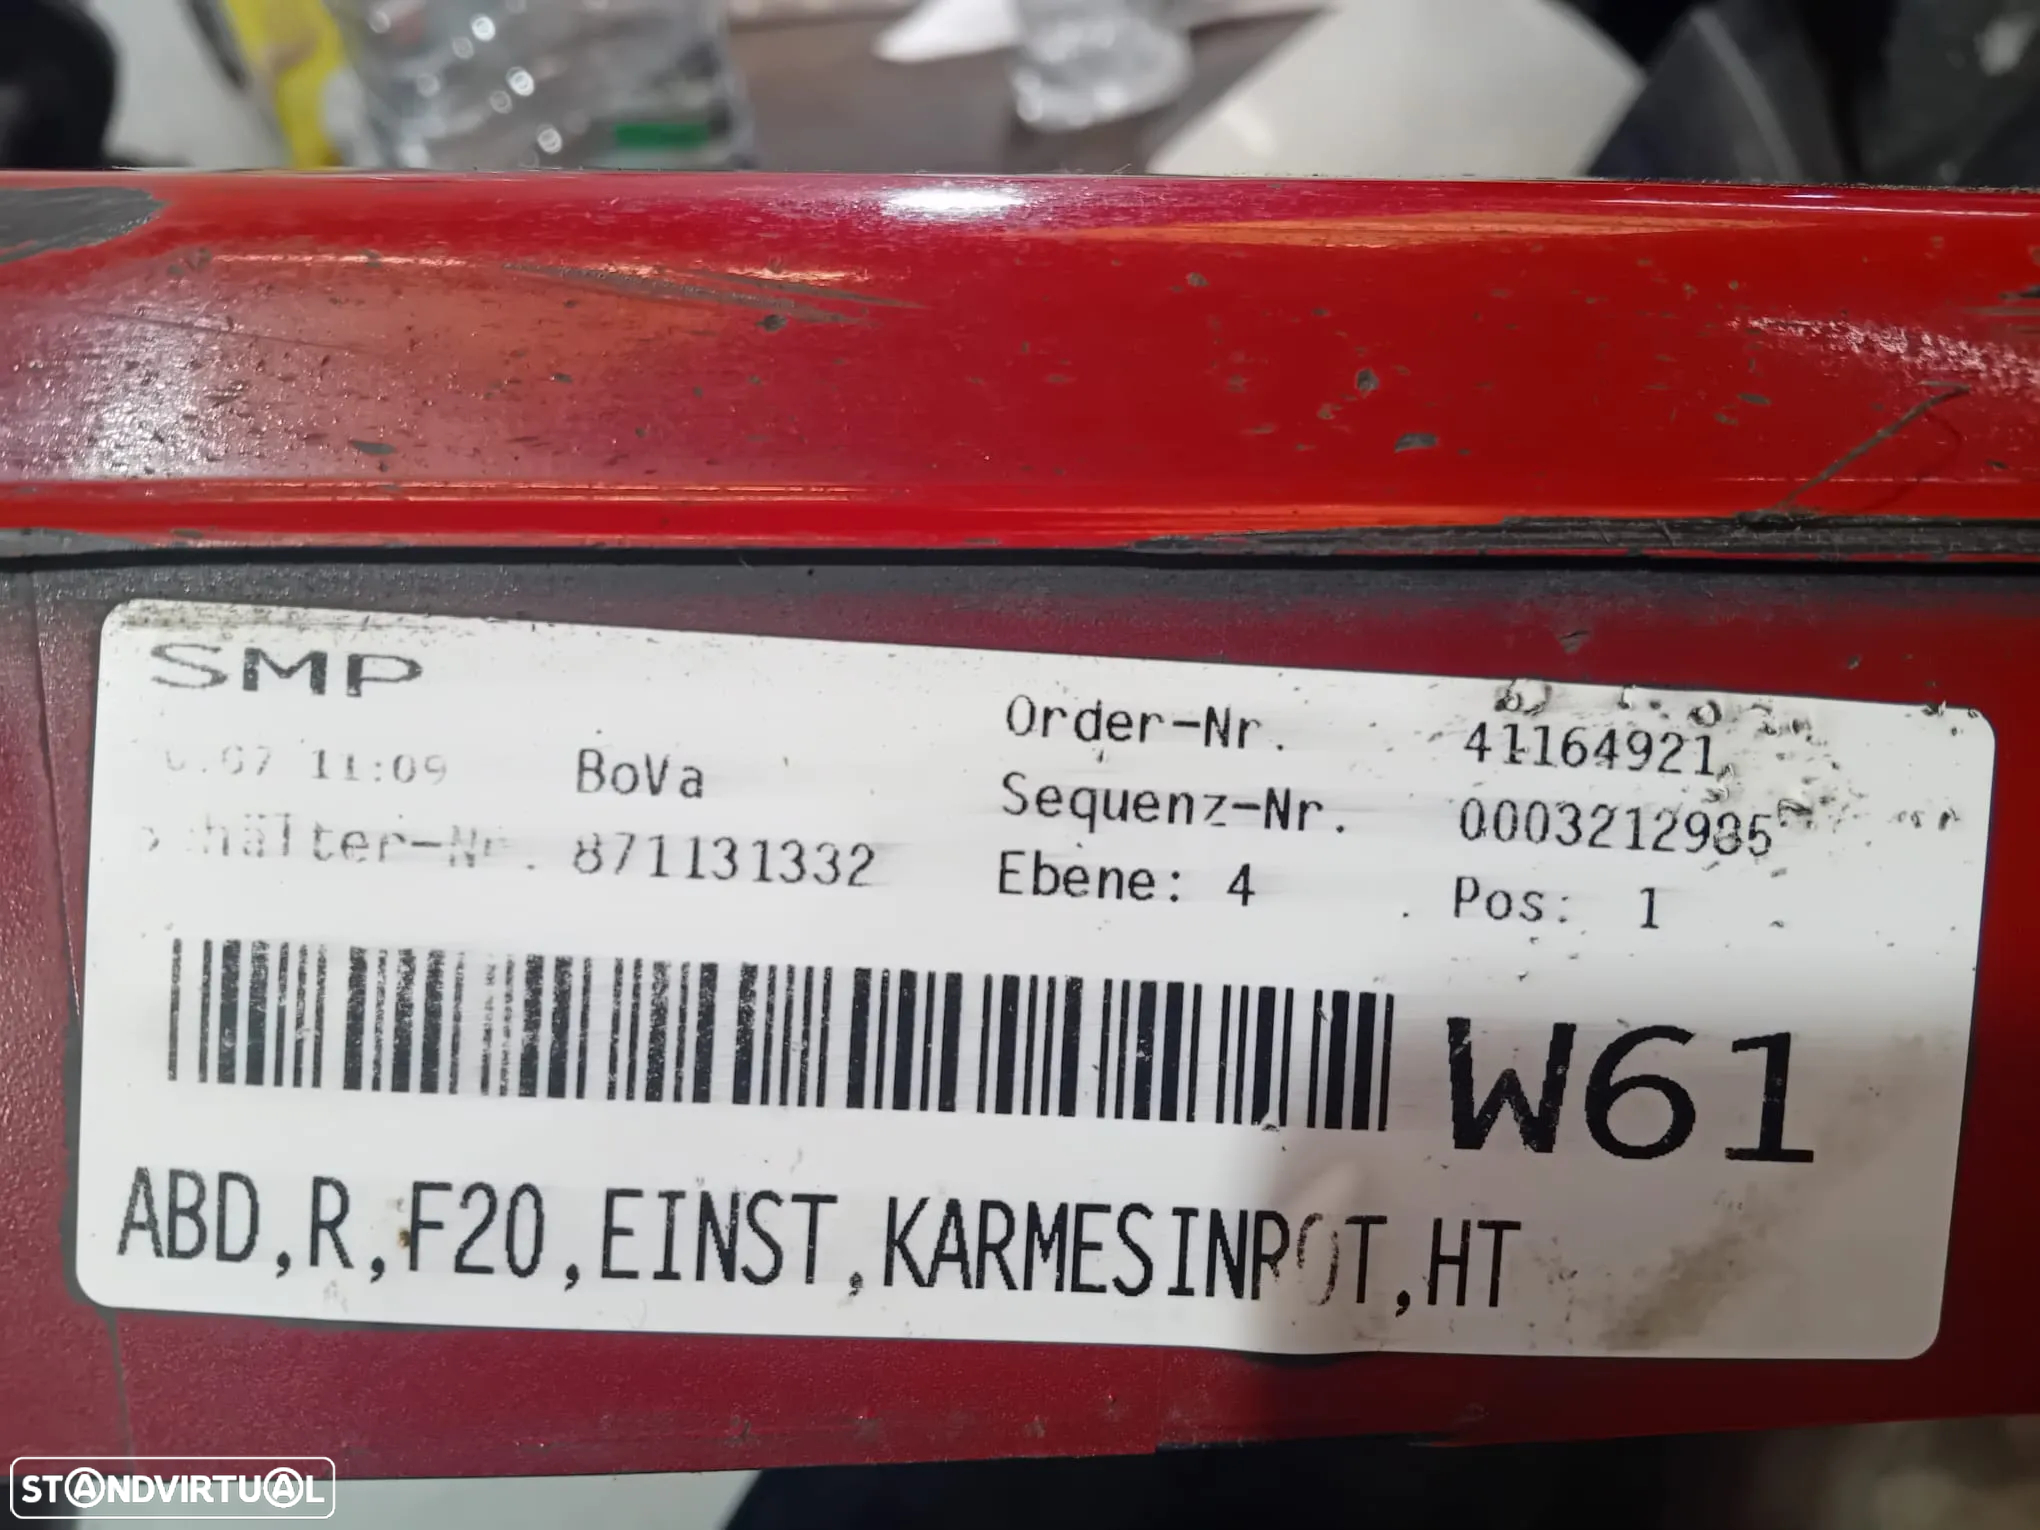 SMP
11:09 BoVa
Order-Nr. 41164921
Sequenz-Nr. 0003212985
871131332
Ebene: 4 Pos: 1
W61
ABD,R,F20,EINST,KARMESINROT,HT
STANDVIRTUAL